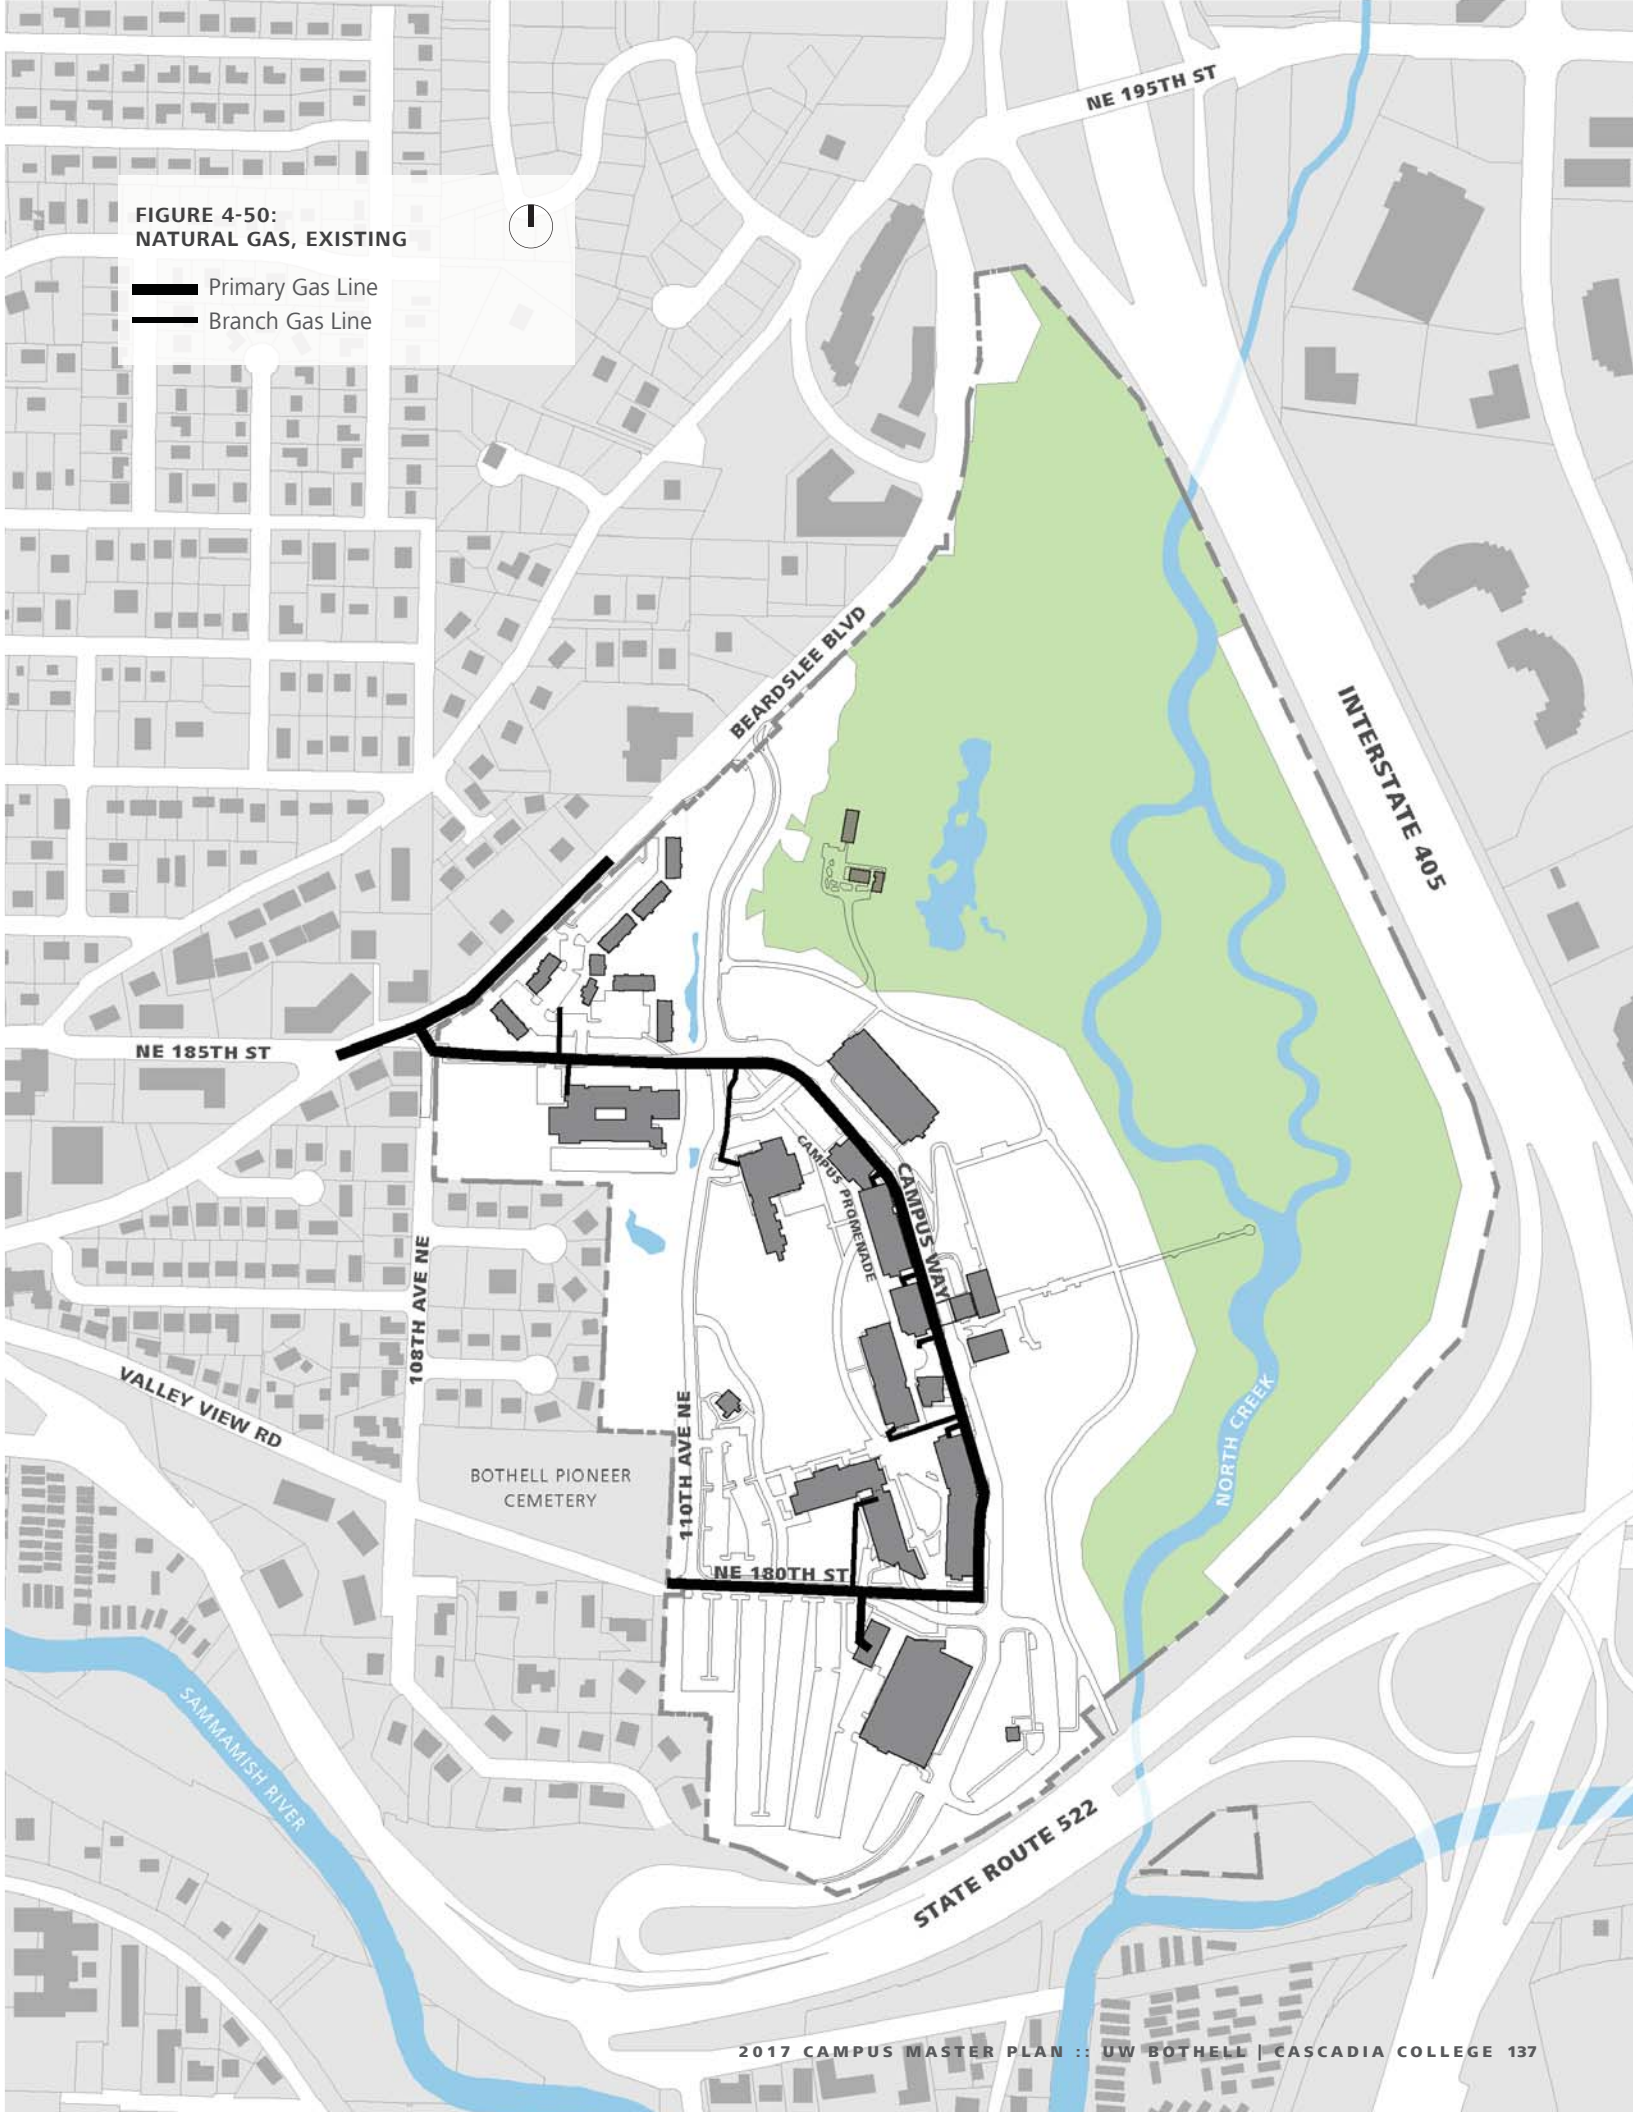 NE 195TH ST
FIGURE 4-50:
NATURAL GAS, EXISTING
Primary Gas Line
Branch Gas Line
BEARDSLEE BLVD
INTERSTATE 405
NE 185TH ST
CAMPUS PROMENADE
CAMPUS WAY
108TH AVE NE
VALLEY VIEW RD
110TH AVE NE
NORTH CREEK
BOTHELL PIONEER
CEMETERY
NE 180TH ST
SAMMAMISH RIVER
STATE ROUTE 522
2017 CAMPUS MASTER PLAN :: UW BOTHELL | CASCADIA COLLEGE 137